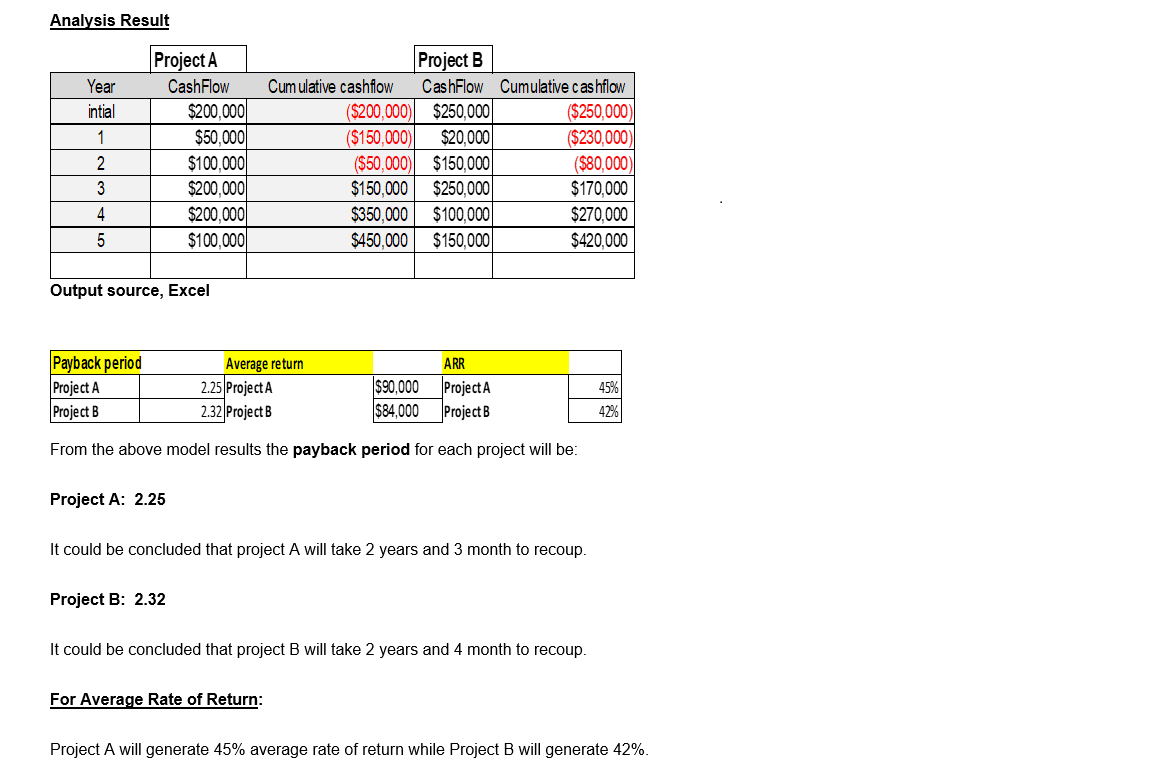 Analysis Result
Project A Project B
Year CashFlow Cumulative cashflow CashFlow Cumulative cashflow
intial $200,000 ($200,000) $250,000 ($250,000)
1 $50,000 ($150,000) $20,000 ($230,000)
2 $100,000 ($50,000) $150,000 ($80,000)
3 $200,000 $150,000 $250,000 $170,000
4 $200,000 $350,000 $100,000 $270,000
5 $100,000 $450,000 $150,000 $420,000
Output source, Excel
Payback period Average return ARR
Project A 2.25 Project A $90,000 Project A 45%
Project B 2.32 Project B $84,000 Project B 42%
From the above model results the payback period for each project will be:
Project A: 2.25
It could be concluded that project A will take 2 years and 3 month to recoup.
Project B: 2.32
It could be concluded that project B will take 2 years and 4 month to recoup.
For Average Rate of Return:
Project A will generate 45% average rate of return while Project B will generate 42%.